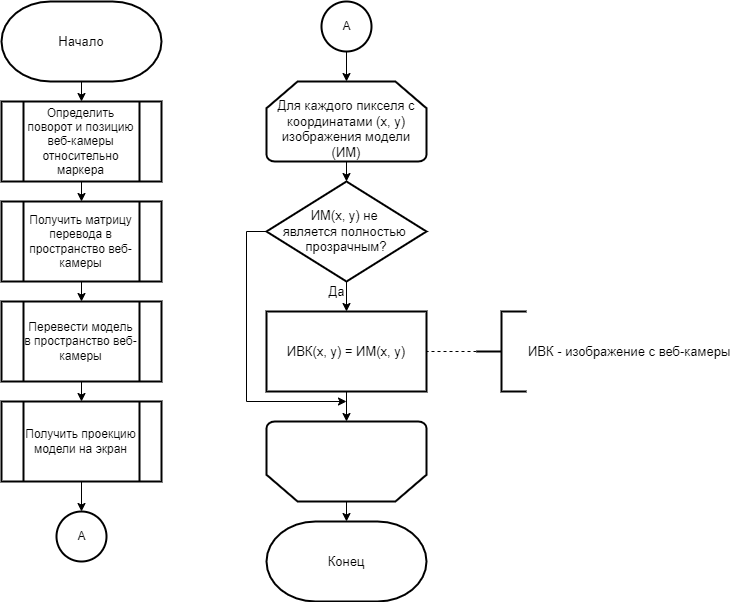 Начало
Определить
поворот и позицию
веб-камеры
относительно
маркера
Получить матрицу
перевода в
пространство веб-
камеры
Перевести модель
в пространство веб-
камеры
Получить проекцию
модели на экран
А
А
Для каждого пикселя с
координатами (x, y)
изображения модели
(ИМ)
ИМ(x, y) не
является полностью
прозрачным?
Да
ИВК(x, y) = ИМ(x, y)
ИВК - изображение с веб-камеры
Конец